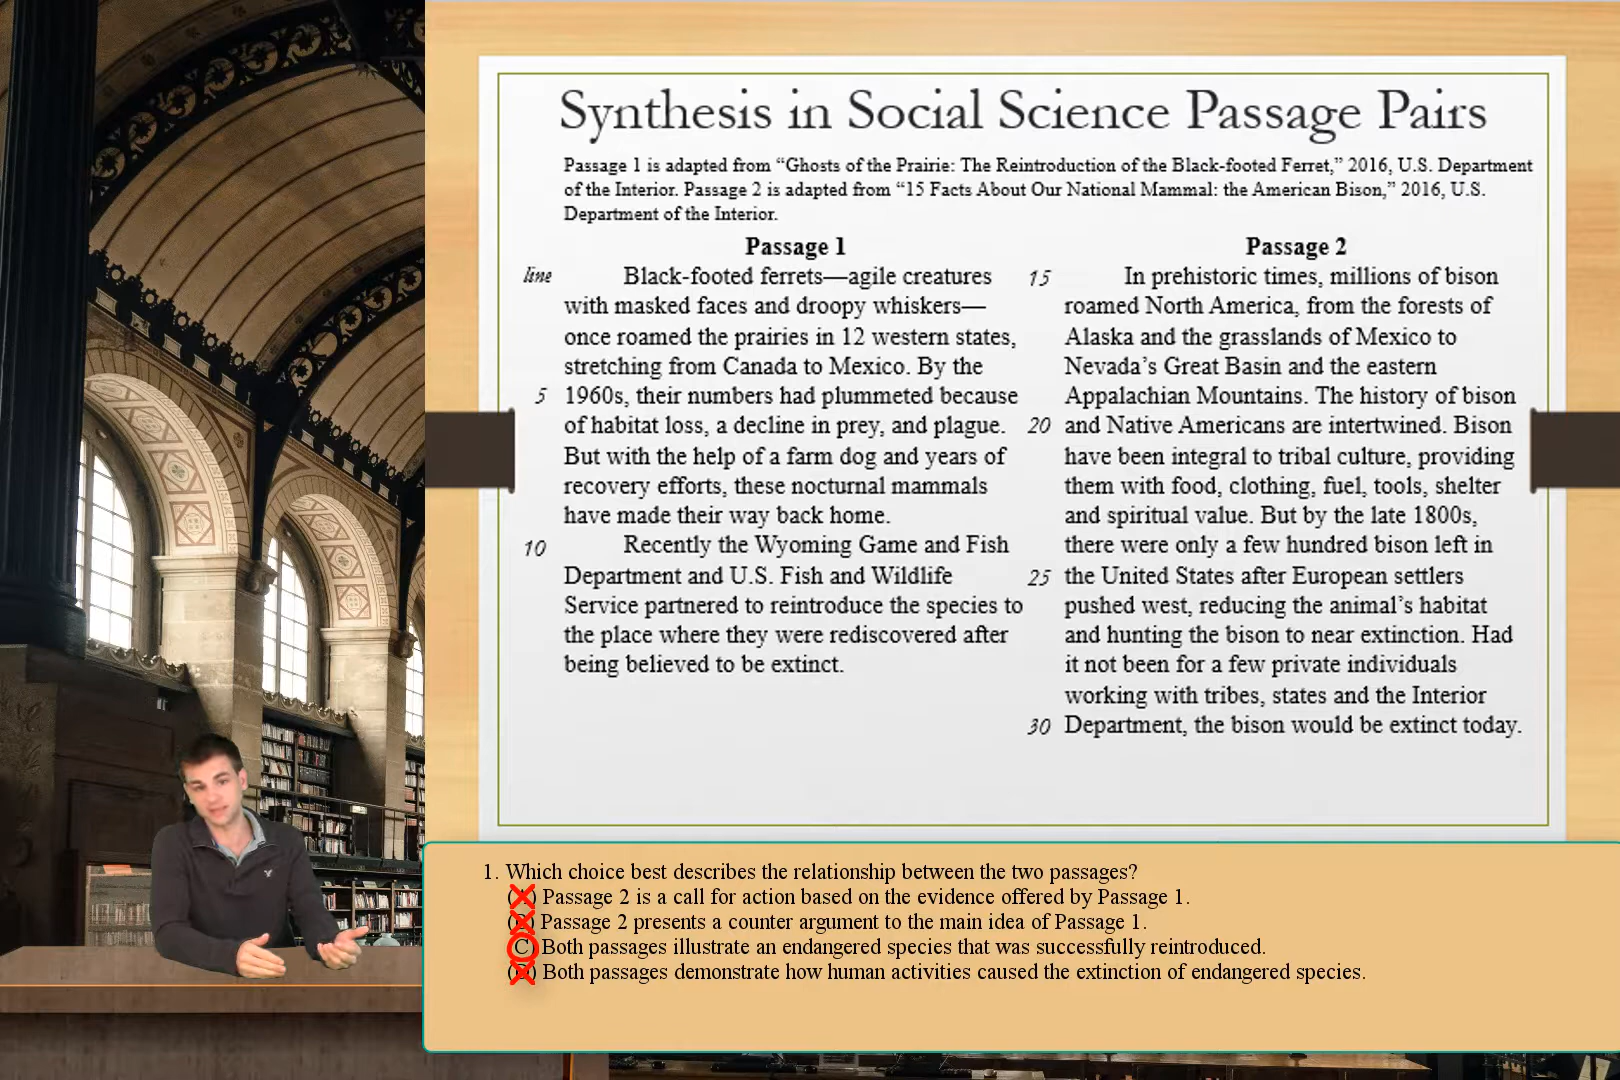 Synthesis in Social Science Passage Pairs
Passage 1 is adapted from “Ghosts of the Prairie: The Reintroduction of the Black-footed Ferret,” 2016, U.S. Department
of the Interior. Passage 2 is adapted from “15 Facts About Our National Mammal: the American Bison,” 2016, U.S.
Department of the Interior.
Passage 1
line Black-footed ferrets—agile creatures
with masked faces and droopy whiskers—
once roamed the prairies in 12 western states,
stretching from Canada to Mexico. By the
5 1960s, their numbers had plummeted because
of habitat loss, a decline in prey, and plague.
But with the help of a farm dog and years of
recovery efforts, these nocturnal mammals
have made their way back home.
10 Recently the Wyoming Game and Fish
Department and U.S. Fish and Wildlife
Service partnered to reintroduce the species to
the place where they were rediscovered after
being believed to be extinct.
Passage 2
15 In prehistoric times, millions of bison
roamed North America, from the forests of
Alaska and the grasslands of Mexico to
Nevada’s Great Basin and the eastern
Appalachian Mountains. The history of bison
20 and Native Americans are intertwined. Bison
have been integral to tribal culture, providing
them with food, clothing, fuel, tools, shelter
and spiritual value. But by the late 1800s,
there were only a few hundred bison left in
25 the United States after European settlers
pushed west, reducing the animal’s habitat
and hunting the bison to near extinction. Had
it not been for a few private individuals
working with tribes, states and the Interior
30 Department, the bison would be extinct today.
1. Which choice best describes the relationship between the two passages?
(A) Passage 2 is a call for action based on the evidence offered by Passage 1.
(B) Passage 2 presents a counter argument to the main idea of Passage 1.
(C) Both passages illustrate an endangered species that was successfully reintroduced.
(D) Both passages demonstrate how human activities caused the extinction of endangered species.